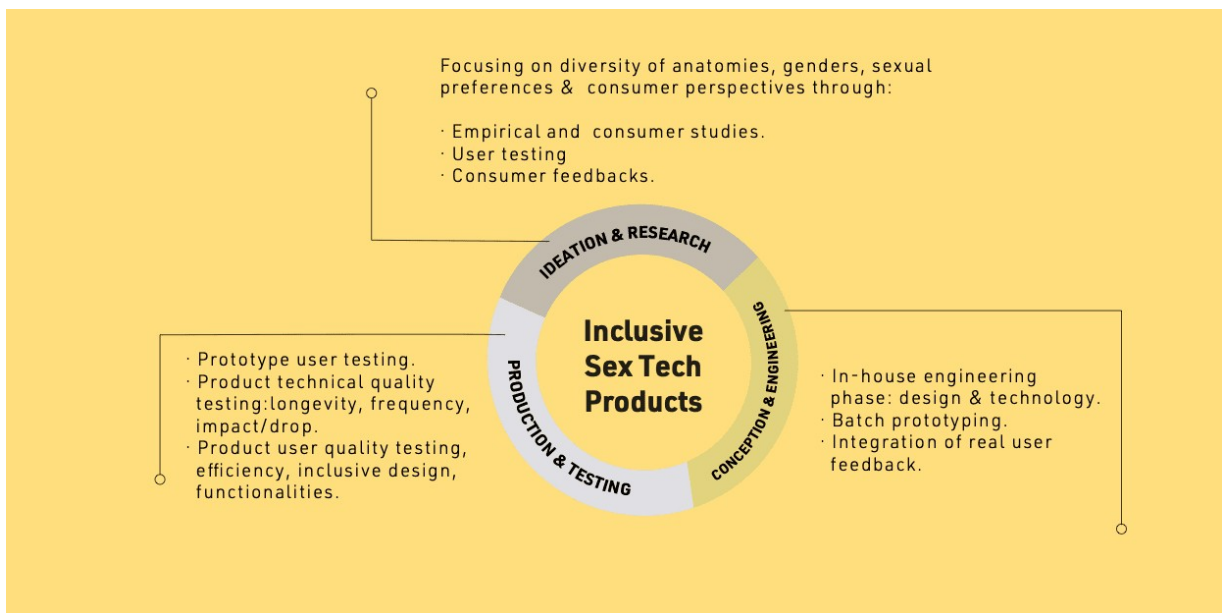 Focusing on diversity of anatomies, genders, sexual
preferences & consumer perspectives through:
· Empirical and consumer studies.
· User testing
· Consumer feedbacks.
IDEATION & RESEARCH
Inclusive
Sex Tech
Products
CONCEPTION & ENGINEERING
PRODUCTION & TESTING
· Prototype user testing.
· Product technical quality
testing:longevity, frequency,
impact/drop.
· Product user quality testing,
efficiency, inclusive design,
functionalities.
· In-house engineering
phase: design & technology.
· Batch prototyping.
· Integration of real user
feedback.